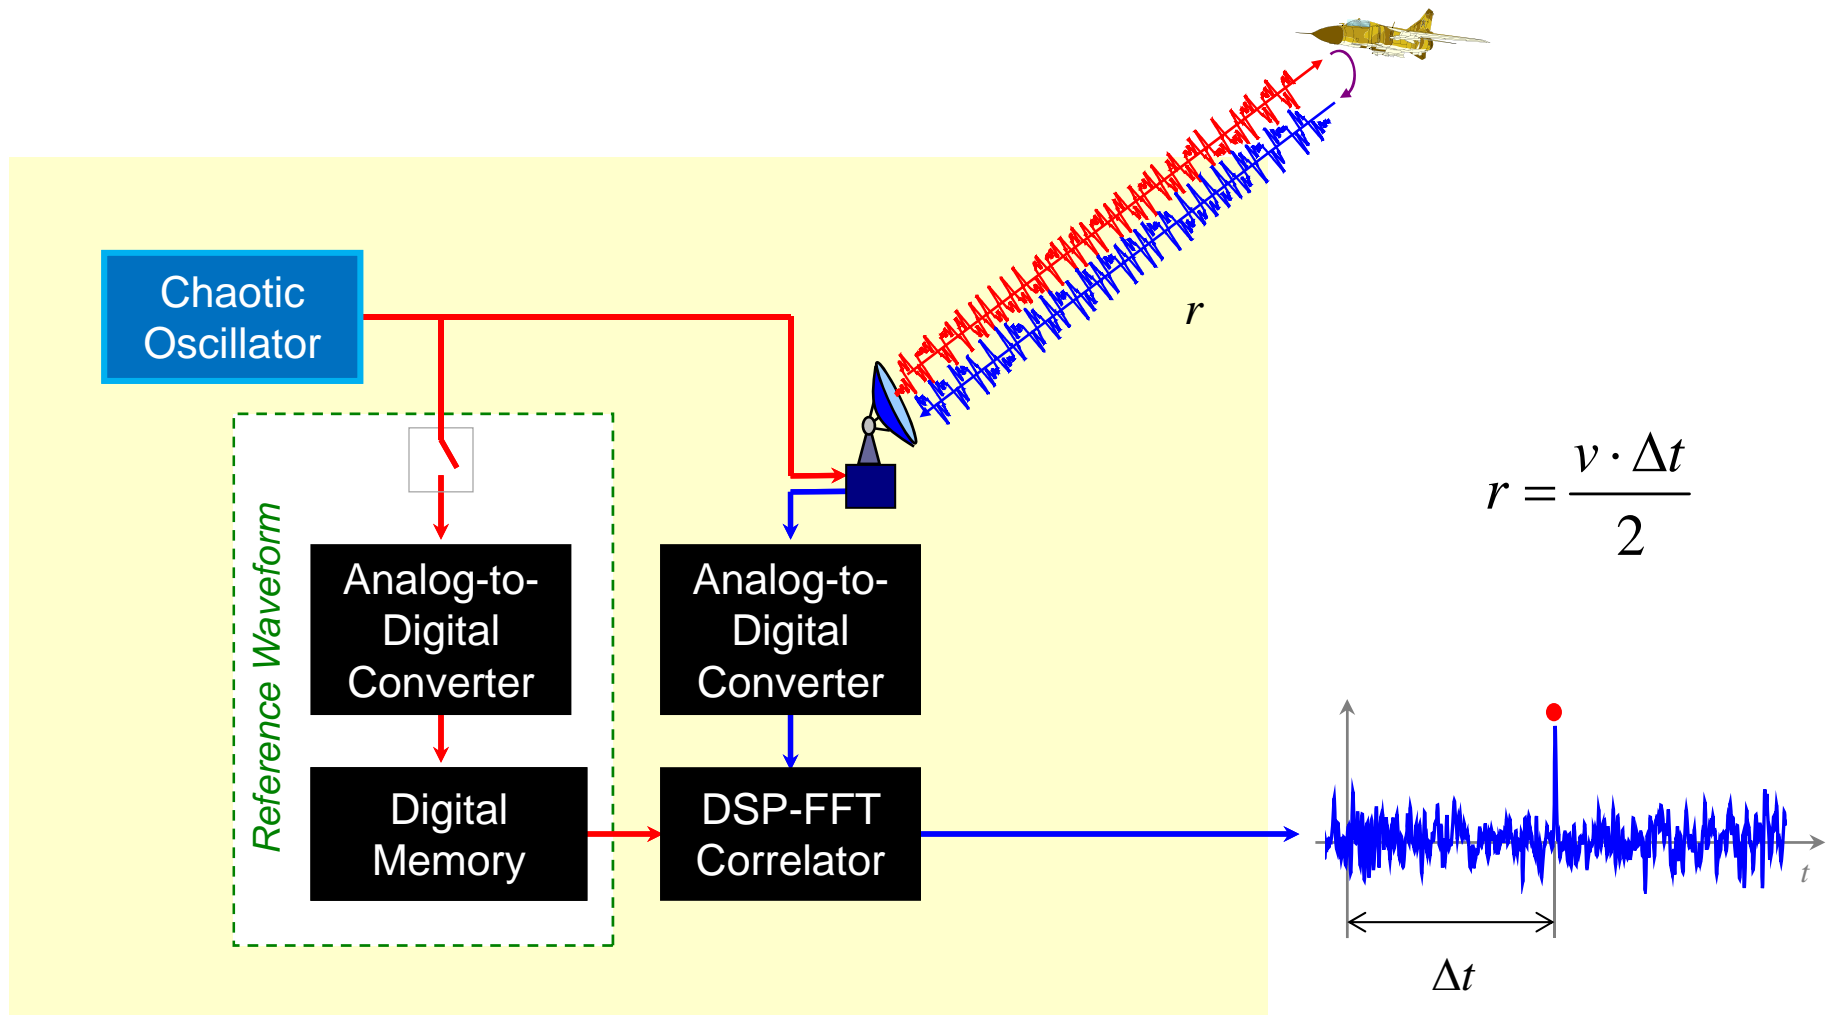 Chaotic
Oscillator
r
Reference Waveform
Analog-to-
Digital
Converter
Analog-to-
Digital
Converter
r = v · Δt / 2
Digital
Memory
DSP-FFT
Correlator
t
Δt